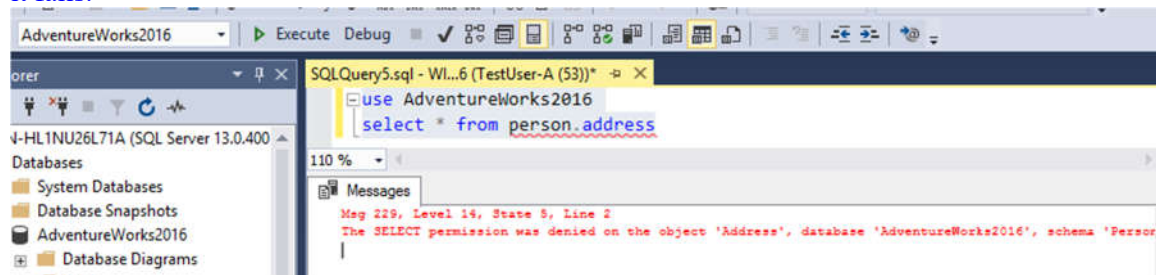 AdventureWorks2016 Execute Debug
orer SQLQuery5.sql - WI...6 (TestUser-A (53))*
use AdventureWorks2016
select * from person.address
N-HL1NU26L71A (SQL Server 13.0.400
110 %
Databases
System Databases
Messages
Database Snapshots
Msg 229, Level 14, State 5, Line 2
AdventureWorks2016
The SELECT permission was denied on the object 'Address', database 'AdventureWorks2016', schema 'Person
Database Diagrams